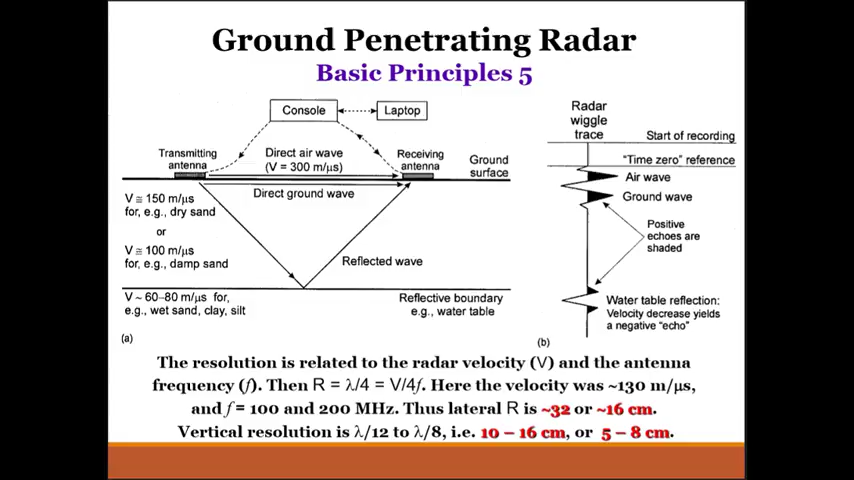 Ground Penetrating Radar
Basic Principles 5
Console
Laptop
Transmitting
antenna
Direct air wave
(V = 300 m/μs)
Receiving
antenna
Ground
surface
Direct ground wave
V ≅ 150 m/μs
for, e.g., dry sand
or
V ≅ 100 m/μs
for, e.g., damp sand
Reflected wave
V ~ 60–80 m/μs for,
e.g., wet sand, clay, silt
Reflective boundary
e.g., water table
(a)
Radar
wiggle
trace
Start of recording
"Time zero" reference
Air wave
Ground wave
Positive
echoes are
shaded
Water table reflection:
Velocity decrease yields
a negative "echo"
(b)
The resolution is related to the radar velocity (V) and the antenna
frequency (f). Then R = λ/4 = V/4f. Here the velocity was ~130 m/μs,
and f = 100 and 200 MHz. Thus lateral R is ~32 or ~16 cm.
Vertical resolution is λ/12 to λ/8, i.e. 10 – 16 cm, or 5 – 8 cm.